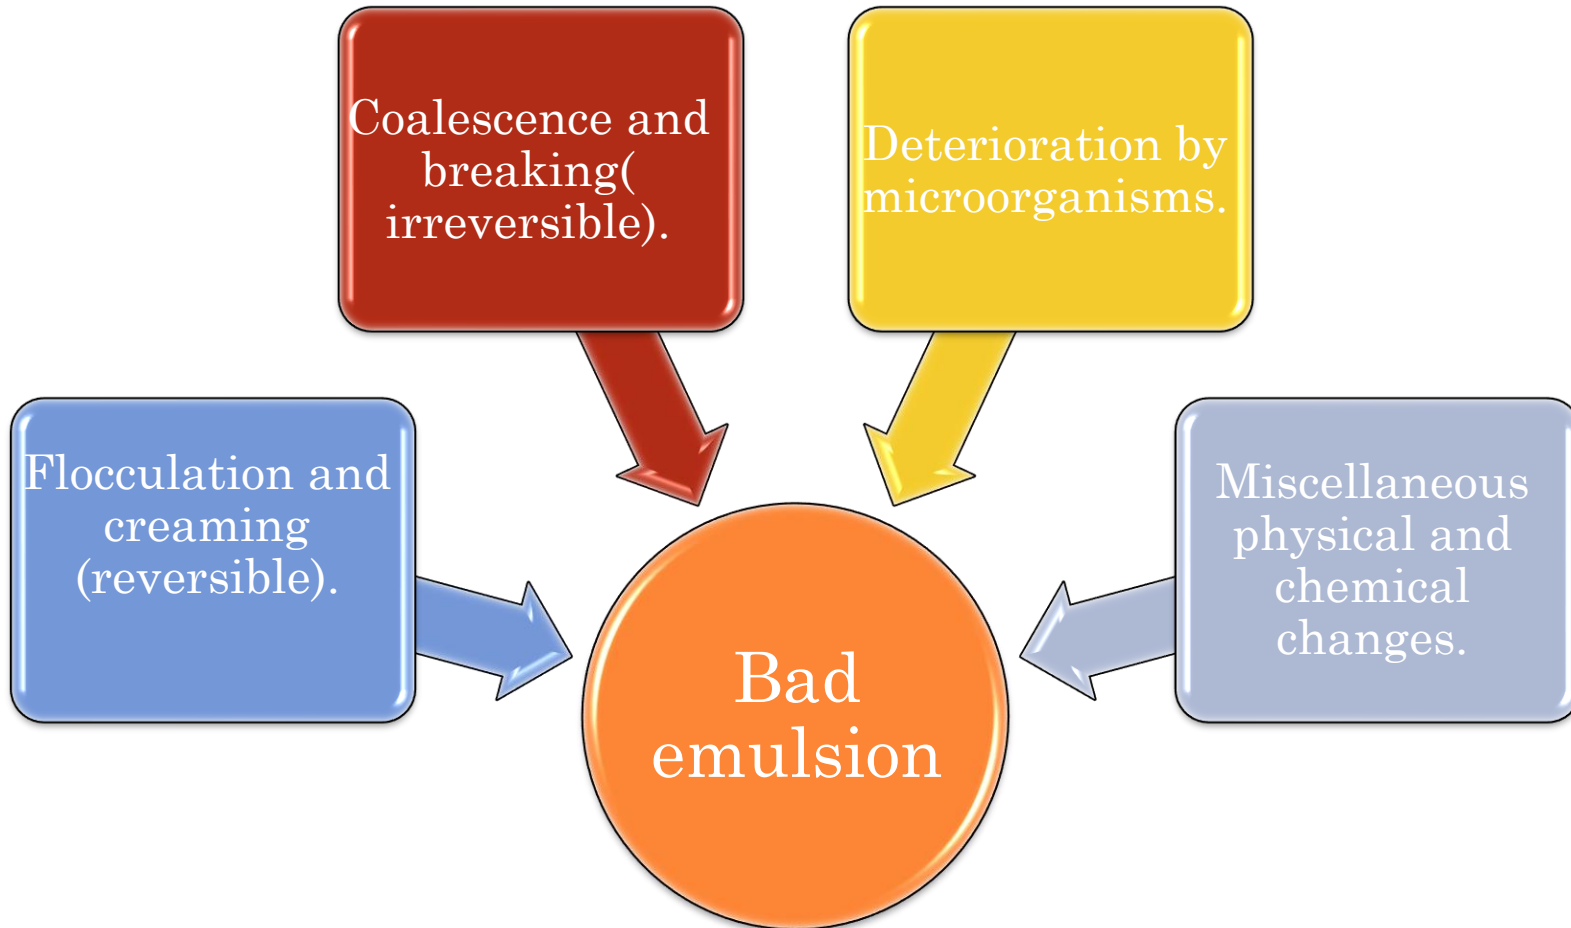 Coalescence and
breaking(
irreversible).
Deterioration by
microorganisms.
Flocculation and
creaming
(reversible).
Miscellaneous
physical and
chemical
changes.
Bad
emulsion